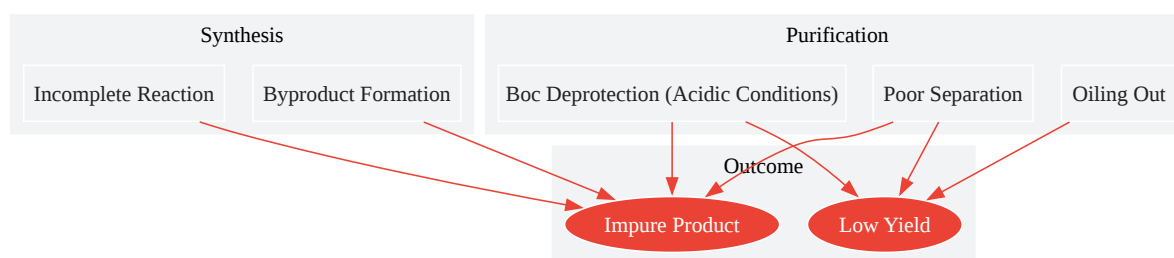 Synthesis
Purification
Incomplete Reaction
Byproduct Formation
Boc Deprotection (Acidic Conditions)
Poor Separation
Oiling Out
Outcome
Impure Product
Low Yield